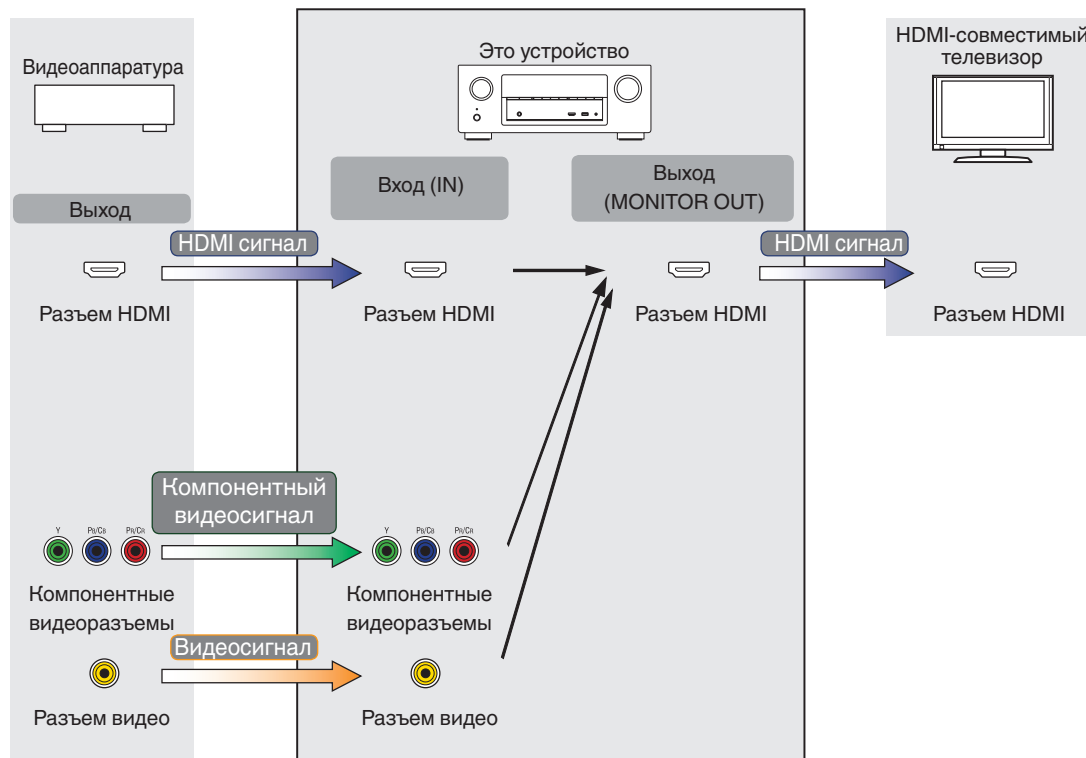 Видеоаппаратура
Это устройство
HDMI-совместимый
телевизор
Выход
Вход (IN)
Выход
(MONITOR OUT)
HDMI сигнал
HDMI сигнал
Разъем HDMI
Разъем HDMI
Разъем HDMI
Разъем HDMI
Компонентный
видеосигнал
Y PB/CB PR/CR
Y PB/CB PR/CR
Компонентные
видеоразъемы
Компонентные
видеоразъемы
Видеосигнал
Разъем видео
Разъем видео